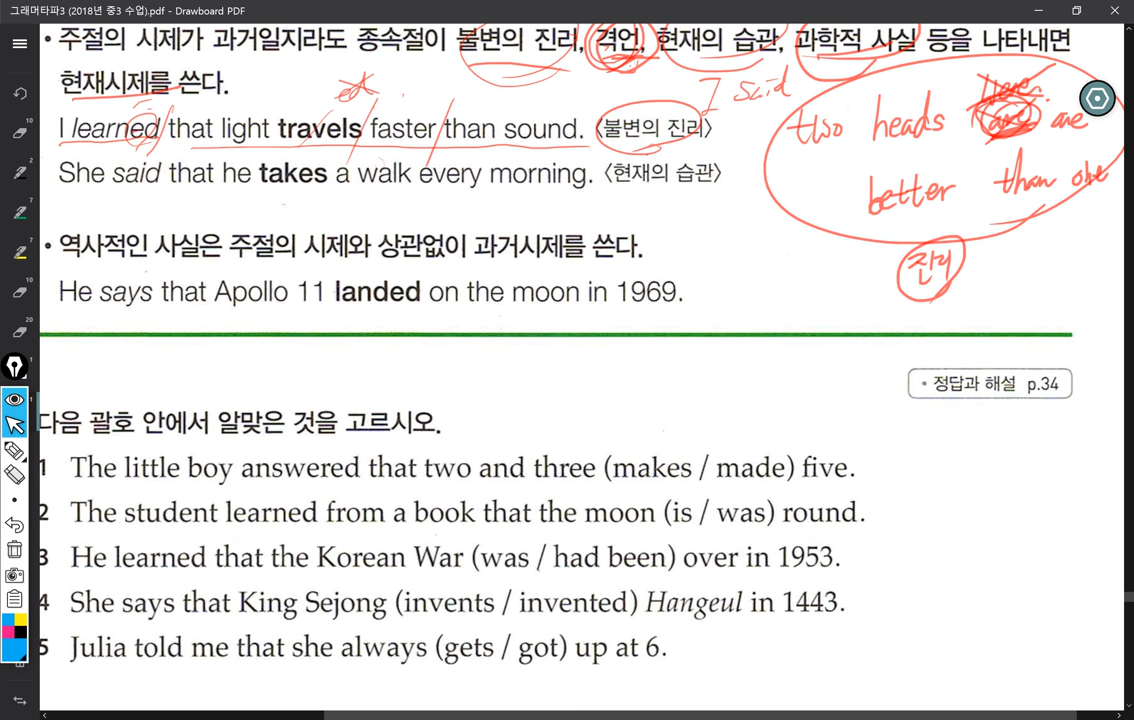 그래머타파3 (2018년 중3 수업).pdf - Drawboard PDF
• 주절의 시제가 과거일지라도 종속절이 불변의 진리, 격언, 현재의 습관, 과학적 사실 등을 나타내면
현재시제를 쓴다.
I said
I learned that light travels faster than sound. 〈불변의 진리〉
two heads are
She said that he takes a walk every morning. 〈현재의 습관〉
better than one
• 역사적인 사실은 주절의 시제와 상관없이 과거시제를 쓴다.
진리
He says that Apollo 11 landed on the moon in 1969.
• 정답과 해설 p.34
다음 괄호 안에서 알맞은 것을 고르시오.
1 The little boy answered that two and three (makes / made) five.
2 The student learned from a book that the moon (is / was) round.
3 He learned that the Korean War (was / had been) over in 1953.
4 She says that King Sejong (invents / invented) Hangeul in 1443.
5 Julia told me that she always (gets / got) up at 6.
10
7
7
10
20
1
1